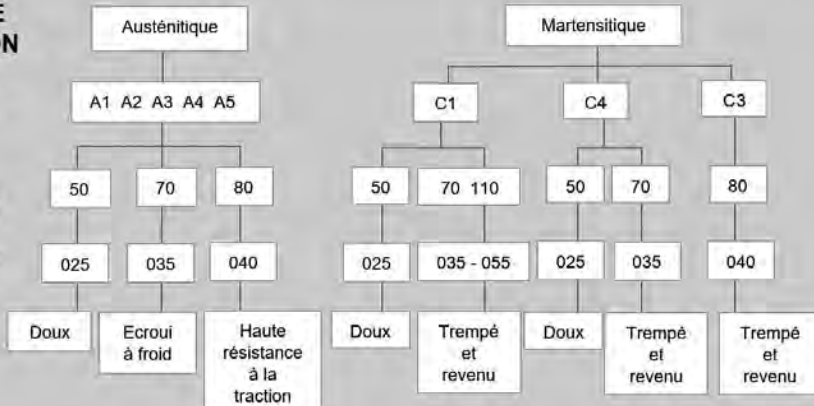 E
ON
Austénitique
Martensitique
A1 A2 A3 A4 A5
C1
C4
C3
50
70
80
50
70 110
50
70
80
025
035
040
025
035 - 055
025
035
040
Doux
Ecroui
à froid
Haute
résistance
à la
traction
Doux
Trempé
et
revenu
Doux
Trempé
et
revenu
Trempé
et
revenu